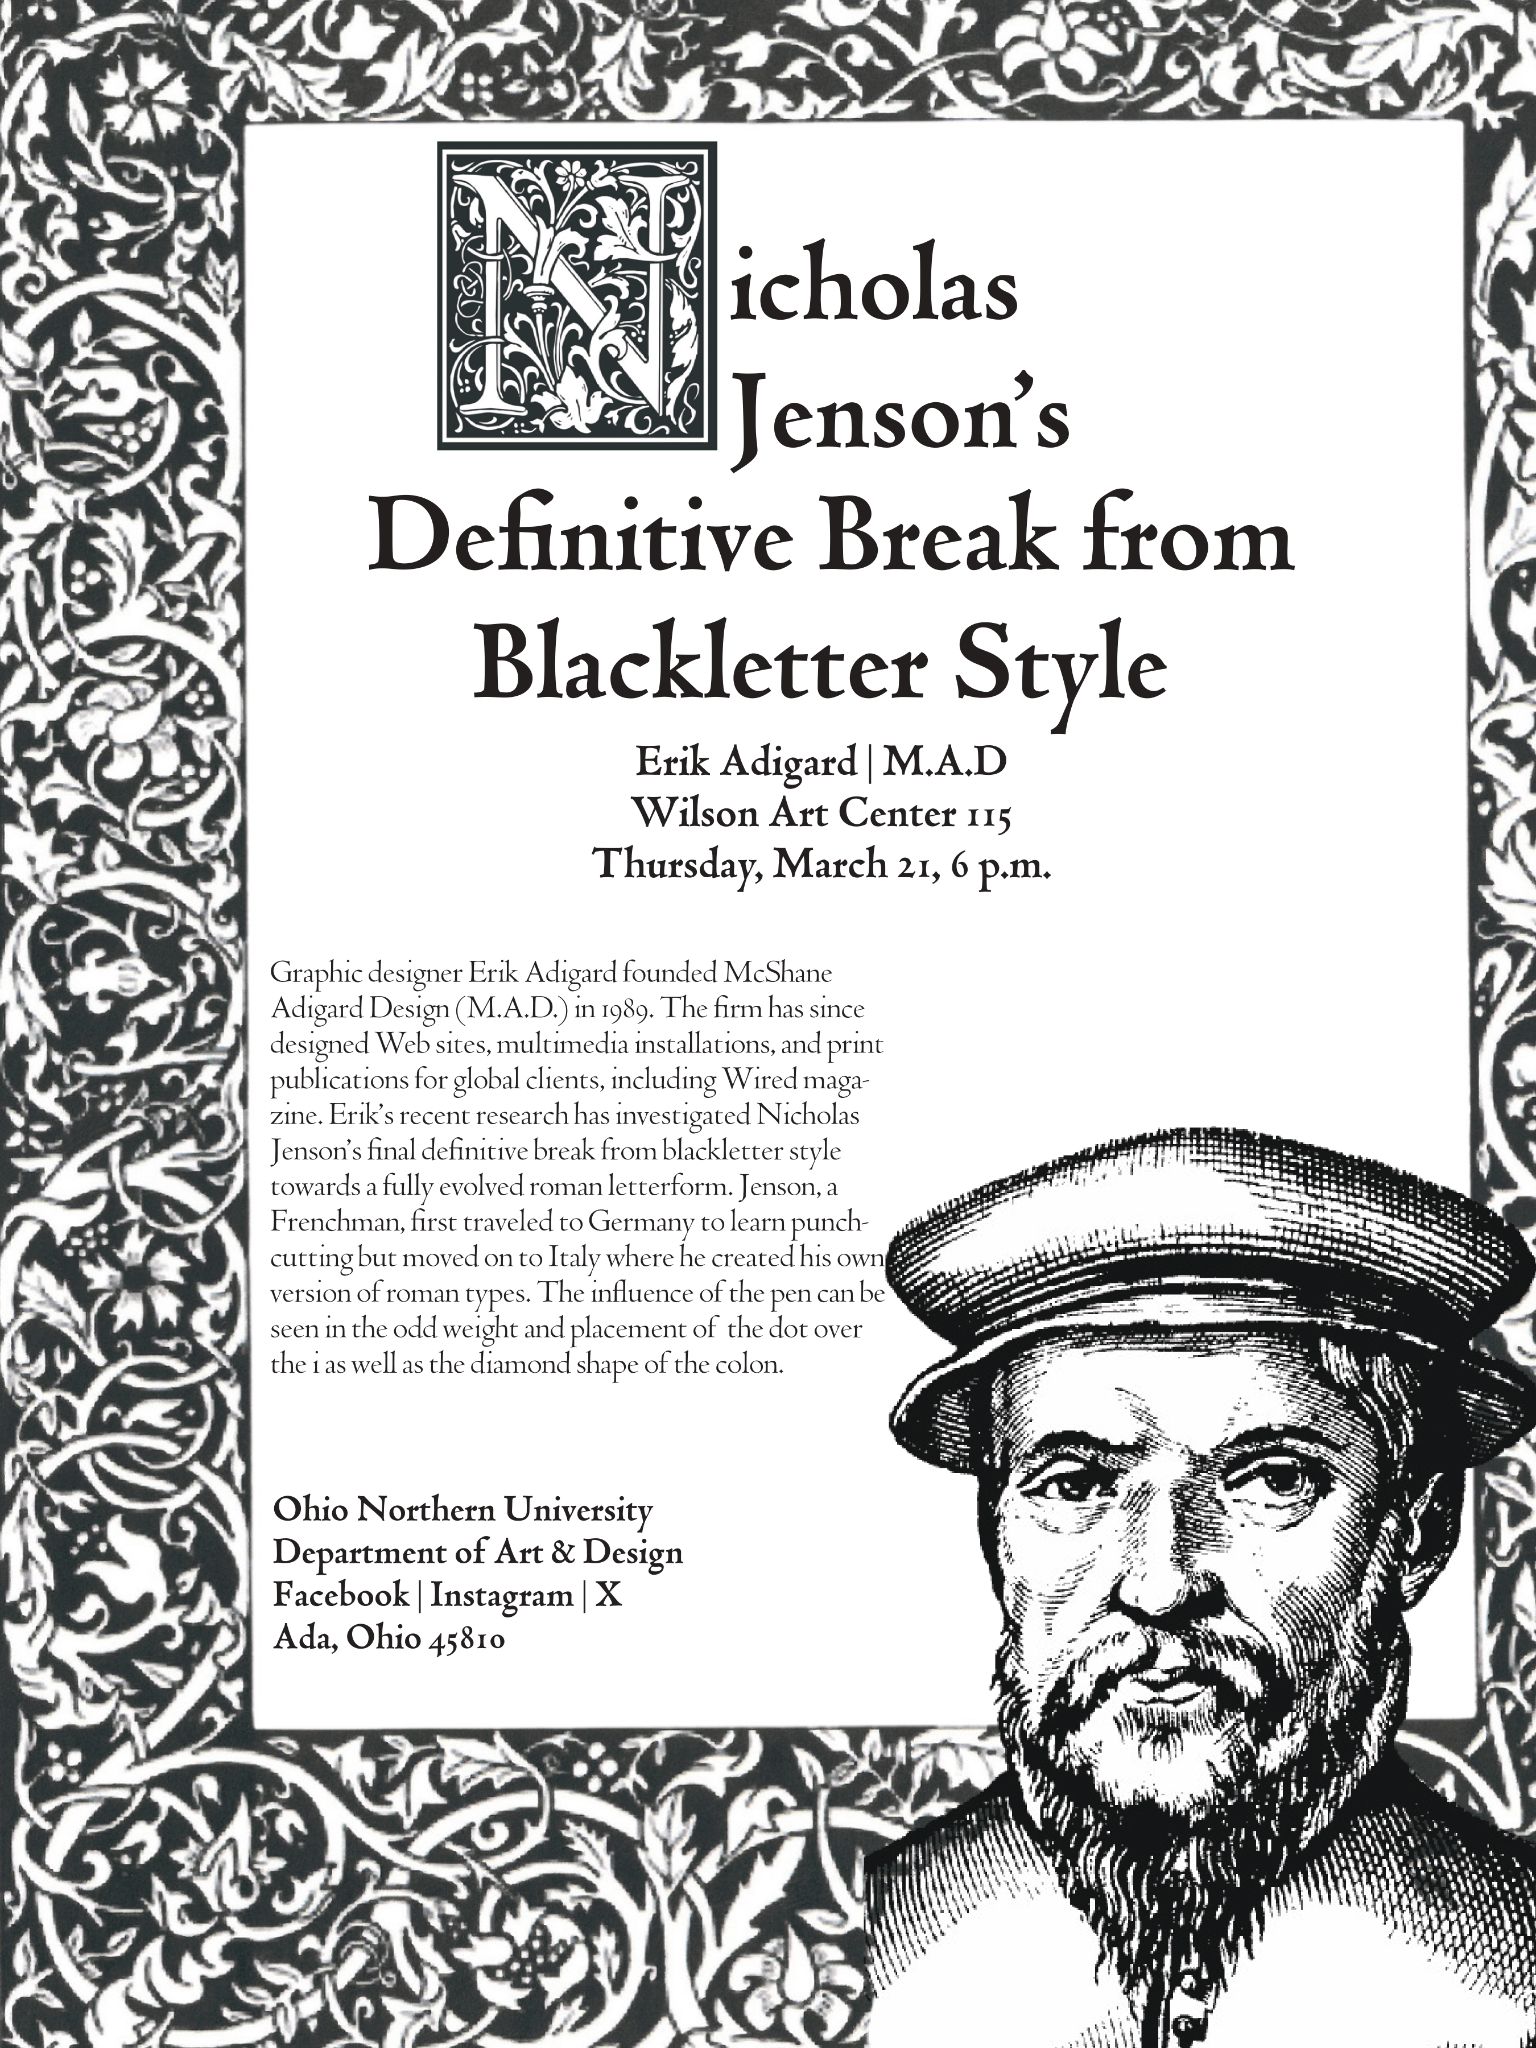 Nicholas
Jenson's
Definitive Break from
Blackletter Style
Erik Adigard | M.A.D
Wilson Art Center 115
Thursday, March 21, 6 p.m.
Graphic designer Erik Adigard founded McShane
Adigard Design (M.A.D.) in 1989. The firm has since
designed Web sites, multimedia installations, and print
publications for global clients, including Wired maga-
zine. Erik's recent research has investigated Nicholas
Jenson's final definitive break from blackletter style
towards a fully evolved roman letterform. Jenson, a
Frenchman, first traveled to Germany to learn punch-
cutting but moved on to Italy where he created his own
version of roman types. The influence of the pen can be
seen in the odd weight and placement of the dot over
the i as well as the diamond shape of the colon.
Ohio Northern University
Department of Art & Design
Facebook | Instagram | X
Ada, Ohio 45810